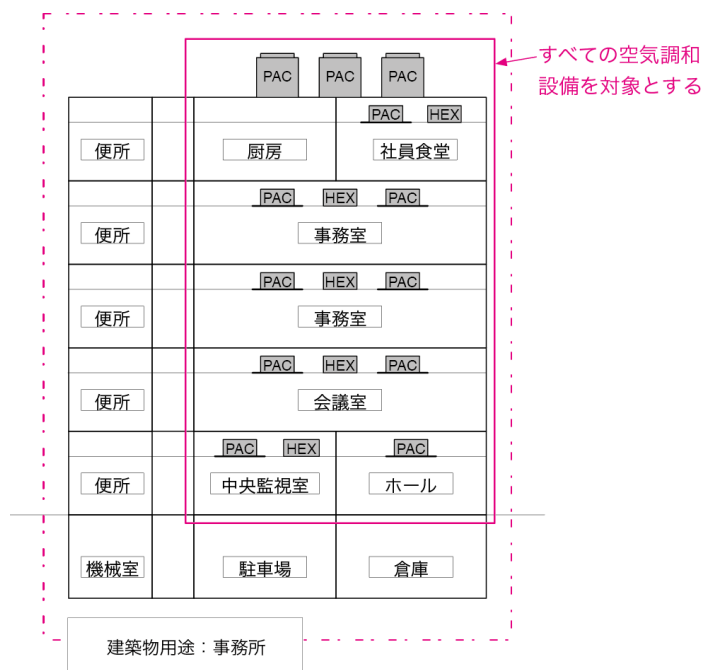 すべての空気調和
設備を対象とする
PAC PAC PAC
PAC HEX
便所 厨房 社員食堂
PAC HEX PAC
便所 事務室
PAC HEX PAC
便所 事務室
PAC HEX PAC
便所 会議室
PAC HEX PAC
便所 中央監視室 ホール
機械室 駐車場 倉庫
建築物用途：事務所